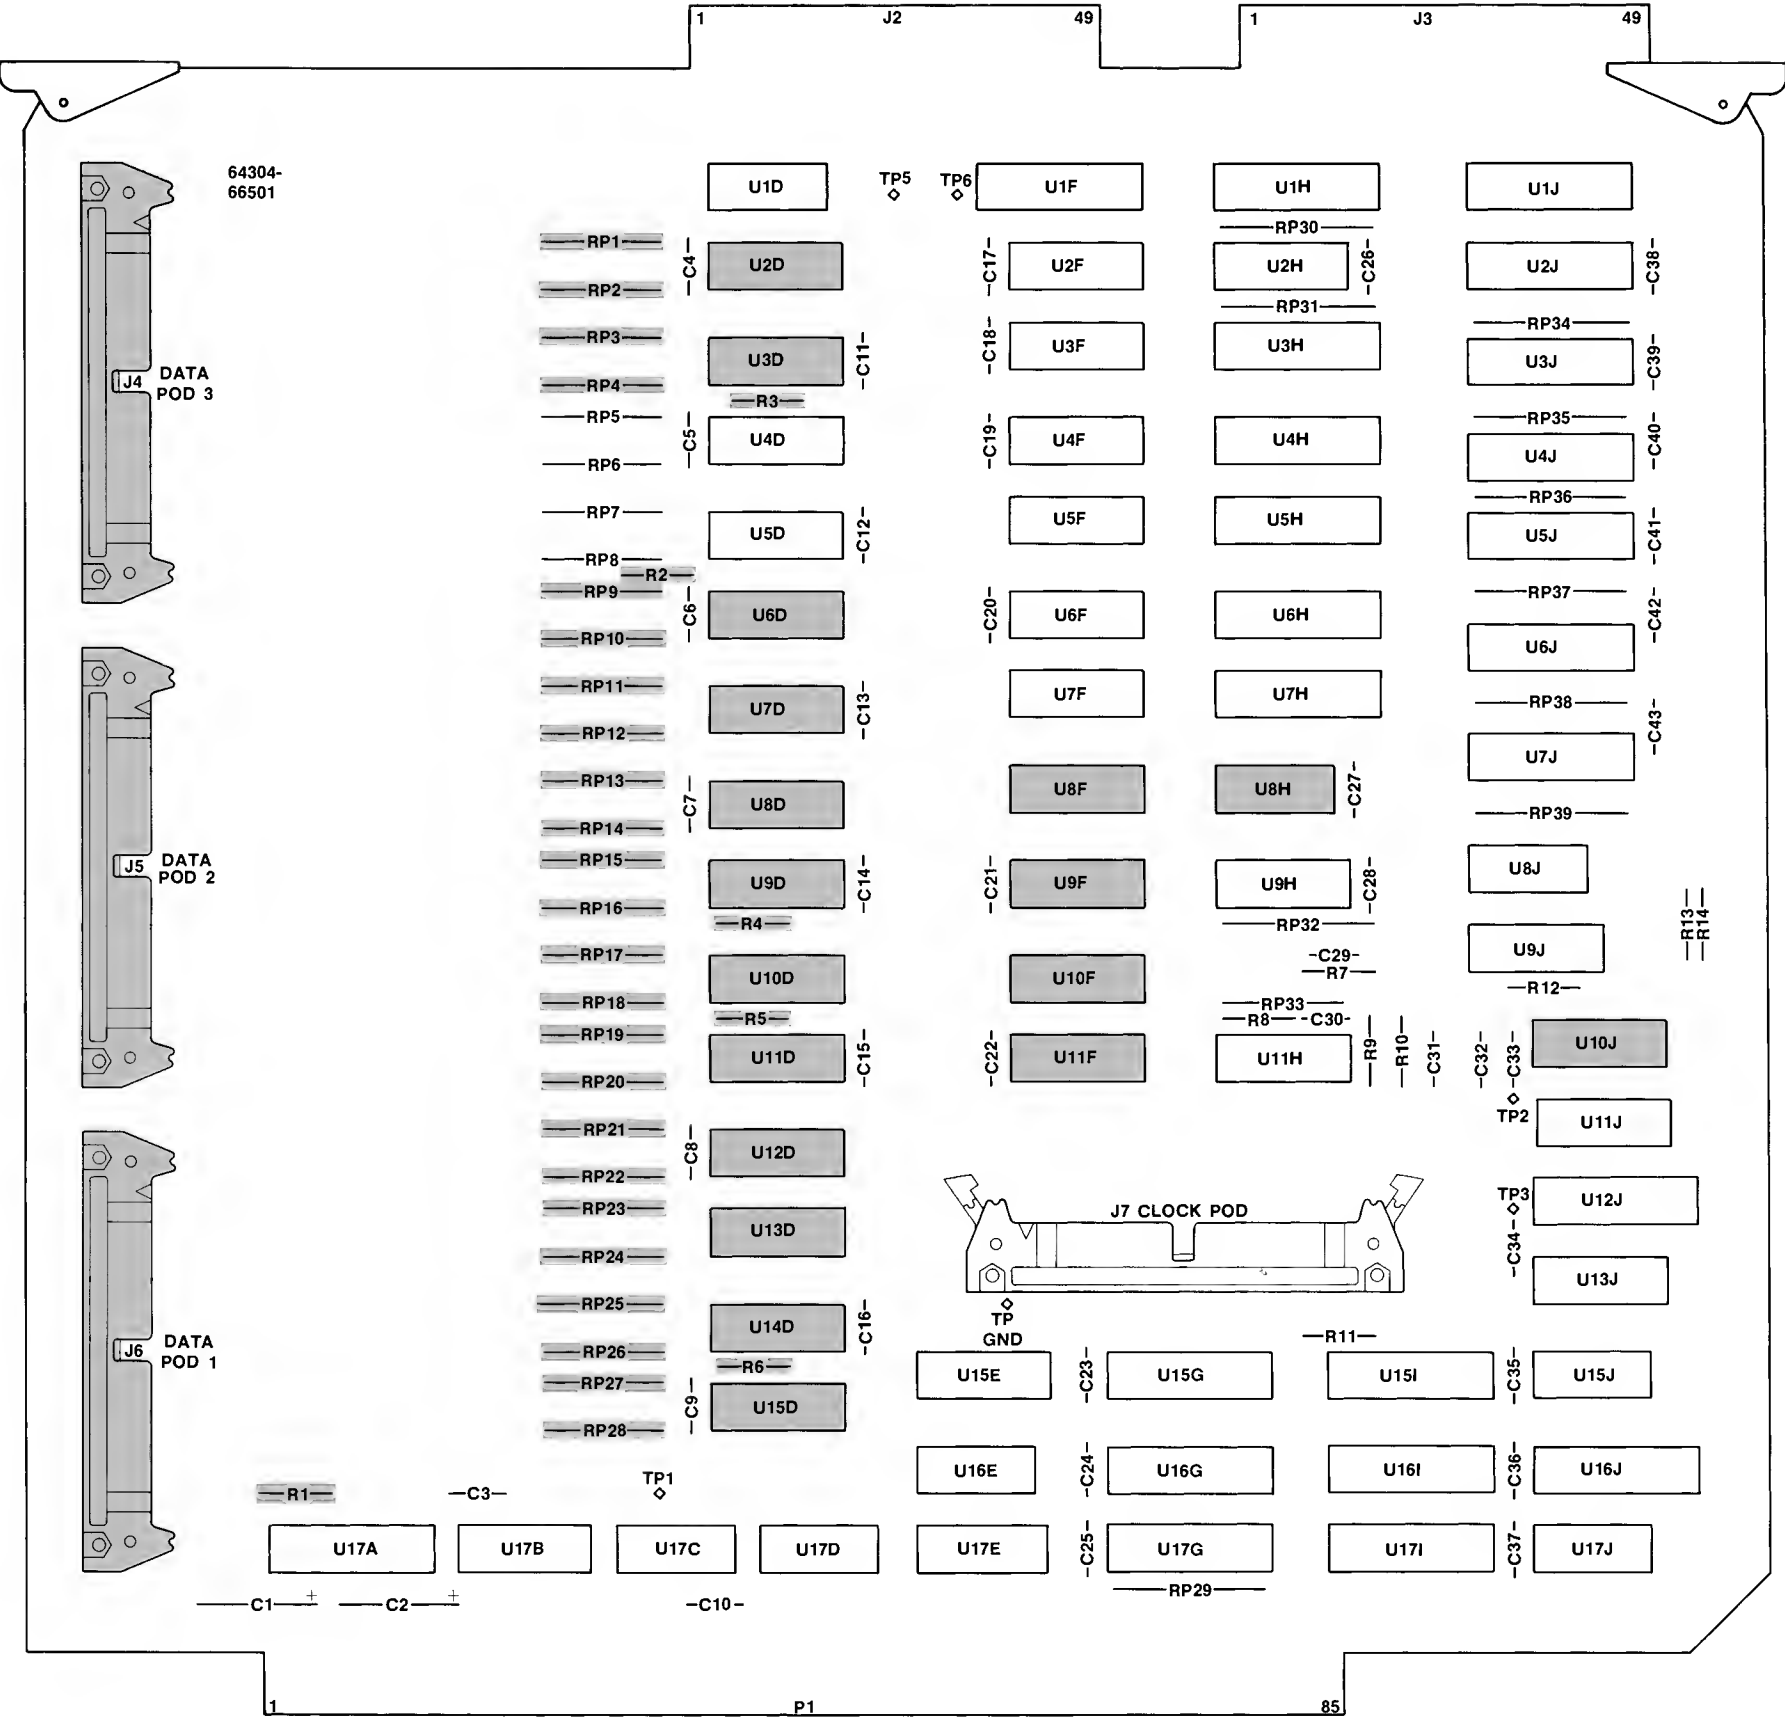 1 J2 49 1 J3 49
64304-
66501
U1D TP5 TP6 U1F U1H U1J
RP1 RP30
C4 U2D C17 U2F U2H C26 U2J C38
RP2 RP31
RP3 RP34
U3D C11 C18 U3F U3H U3J C39
J4 DATA
POD 3
RP4 R3
RP5 RP35
C5 U4D C19 U4F U4H U4J C40
RP6
RP36
RP7 U5D C12 U5F U5H U5J C41
RP8
R2
RP9 RP37
C6 U6D C20 U6F U6H C42
RP10 U6J
RP11 U7D C13 U7F U7H RP38
RP12 C43
U7J
RP13 U8F U8H C27
C7 U8D
RP14 RP39
RP15
J5 DATA
POD 2
U9D C14 C21 U9F U9H C28 U8J
RP16
R4 RP32 R13 R14
RP17 C29 U9J
U10D U10F R7
R12
RP18 RP33
R5 R8 C30
RP19 U10J
U11D C15 C22 U11F U11H R9 R10 C31 C32 C33
RP20
TP2
RP21 U11J
C8 U12D
RP22
TP3 U12J
RP23 J7 CLOCK POD
U13D
RP24 C34
U13J
RP25
U14D C16 TP
GND
R11
J6 DATA
POD 1
RP26
R6
RP27 U15E C23 U15G U15I C35 U15J
C9 U15D
RP28
TP1 U16E C24 U16G U16I C36 U16J
R1 C3
U17A U17B U17C U17D U17E C25 U17G U17I C37 U17J
RP29
C1 + C2 + C10
1 P1 85